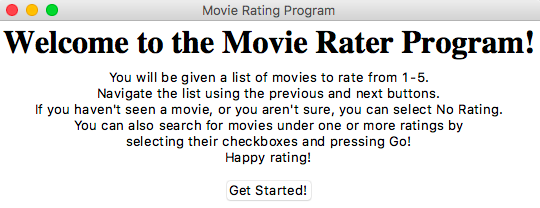 Movie Rating Program
Welcome to the Movie Rater Program!
You will be given a list of movies to rate from 1-5.
Navigate the list using the previous and next buttons.
If you haven't seen a movie, or you aren't sure, you can select No Rating.
You can also search for movies under one or more ratings by
selecting their checkboxes and pressing Go!
Happy rating!
Get Started!